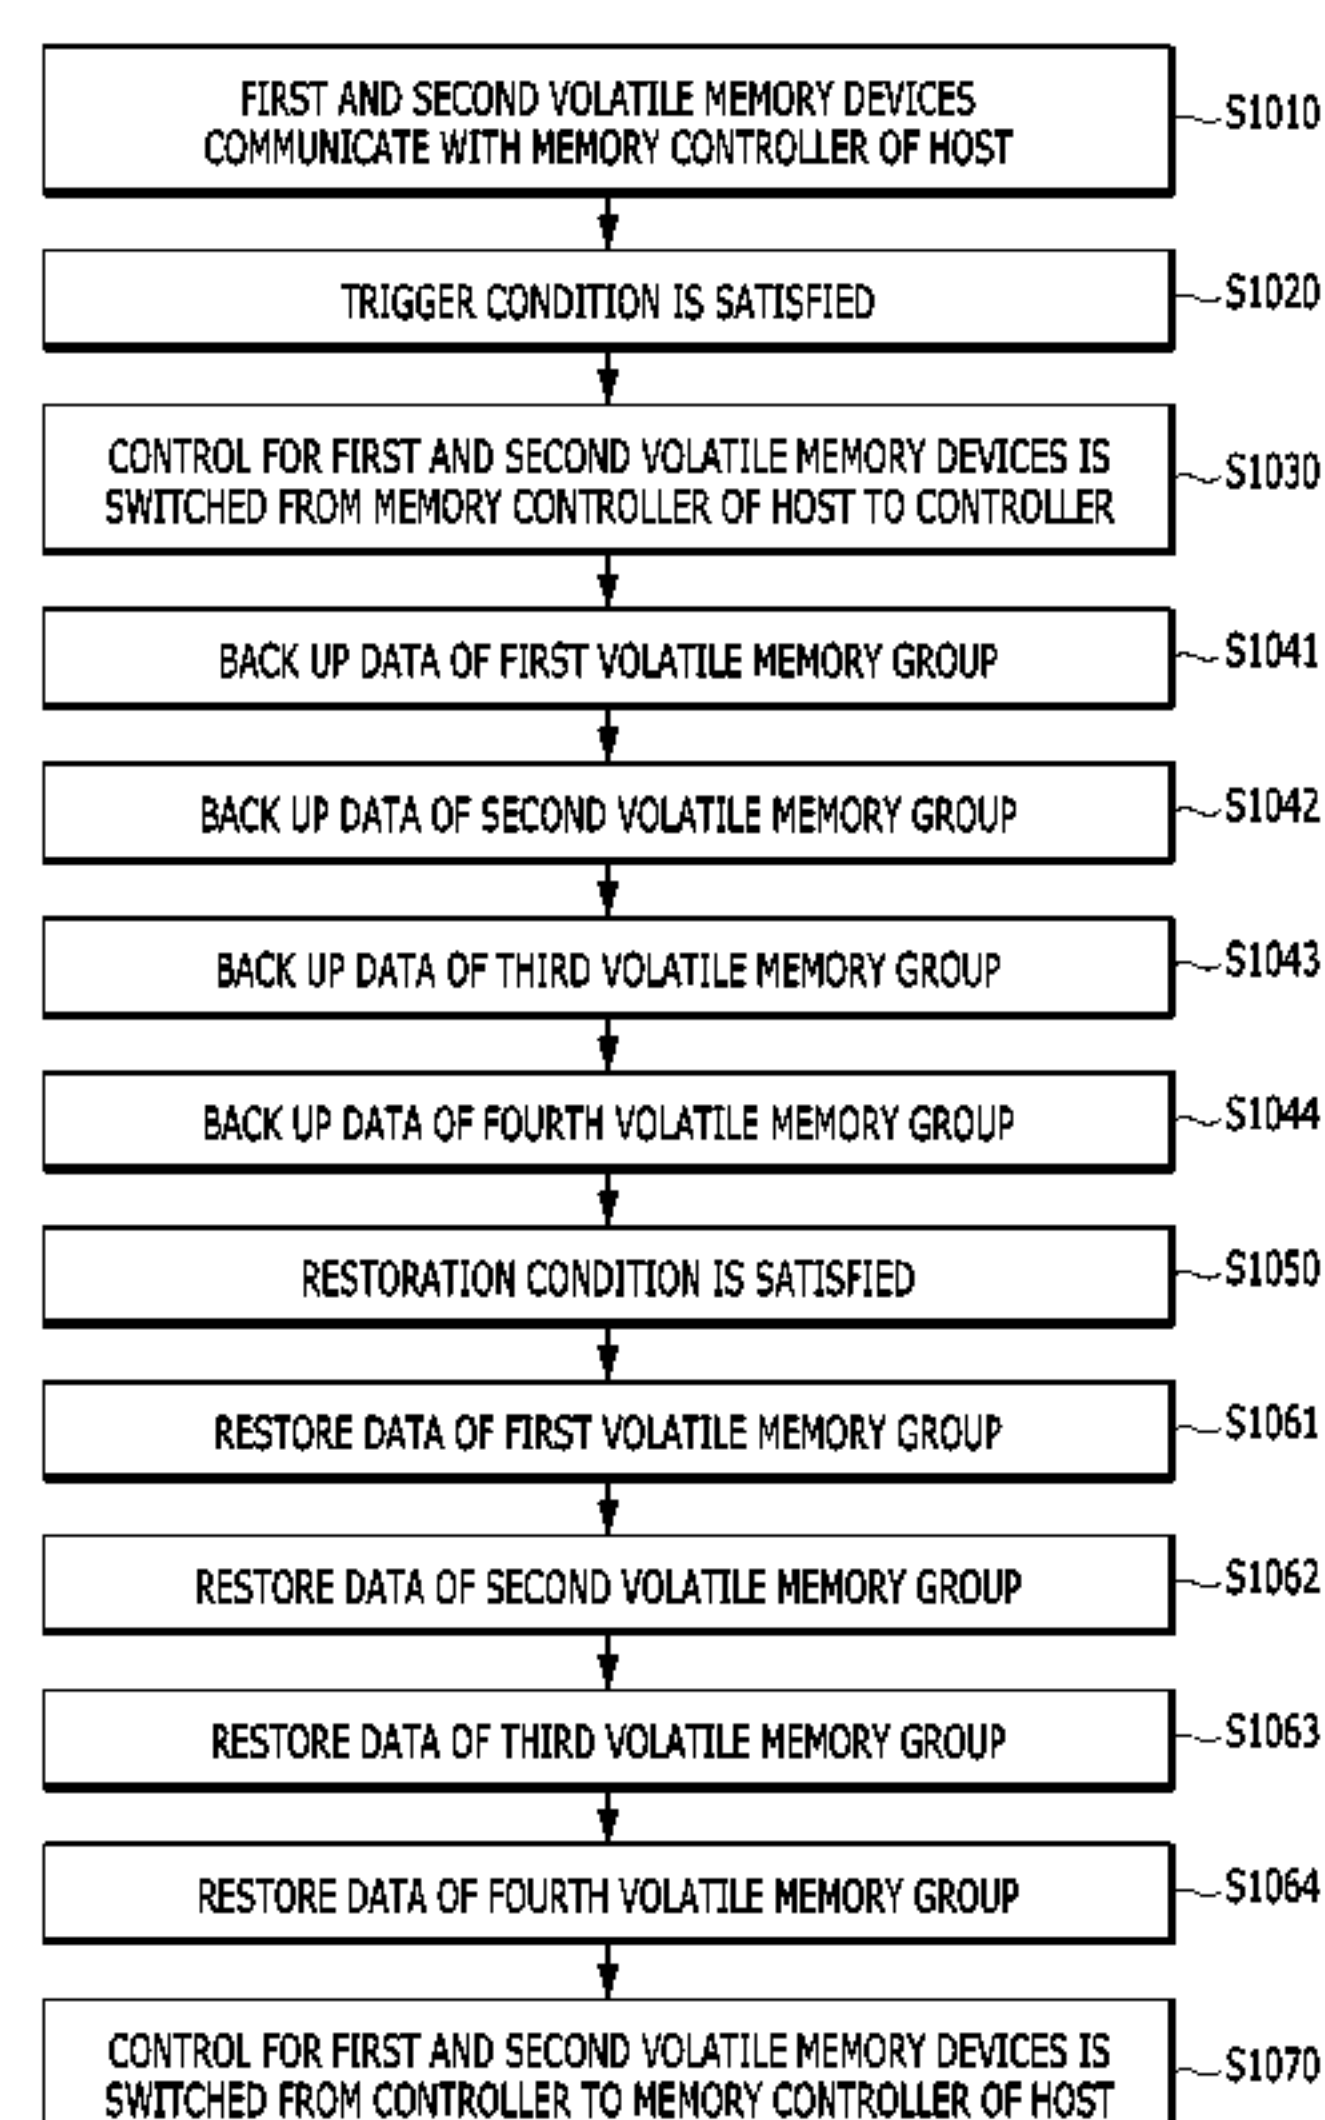 FIRST AND SECOND VOLATILE MEMORY DEVICES
COMMUNICATE WITH MEMORY CONTROLLER OF HOST
S1010
TRIGGER CONDITION IS SATISFIED
S1020
CONTROL FOR FIRST AND SECOND VOLATILE MEMORY DEVICES IS
SWITCHED FROM MEMORY CONTROLLER OF HOST TO CONTROLLER
S1030
BACK UP DATA OF FIRST VOLATILE MEMORY GROUP
S1041
BACK UP DATA OF SECOND VOLATILE MEMORY GROUP
S1042
BACK UP DATA OF THIRD VOLATILE MEMORY GROUP
S1043
BACK UP DATA OF FOURTH VOLATILE MEMORY GROUP
S1044
RESTORATION CONDITION IS SATISFIED
S1050
RESTORE DATA OF FIRST VOLATILE MEMORY GROUP
S1061
RESTORE DATA OF SECOND VOLATILE MEMORY GROUP
S1062
RESTORE DATA OF THIRD VOLATILE MEMORY GROUP
S1063
RESTORE DATA OF FOURTH VOLATILE MEMORY GROUP
S1064
CONTROL FOR FIRST AND SECOND VOLATILE MEMORY DEVICES IS
SWITCHED FROM CONTROLLER TO MEMORY CONTROLLER OF HOST
S1070